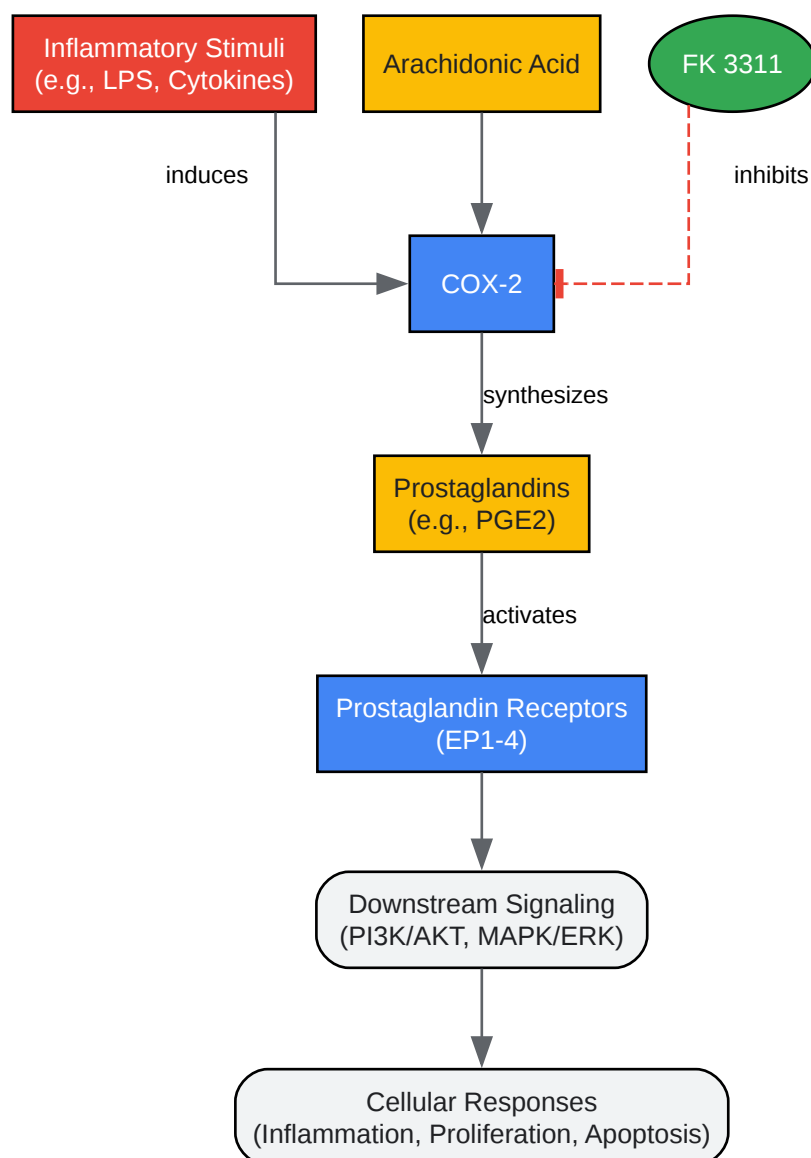 Inflammatory Stimuli
(e.g., LPS, Cytokines)
Arachidonic Acid
FK 3311
induces
inhibits
COX-2
synthesizes
Prostaglandins
(e.g., PGE2)
activates
Prostaglandin Receptors
(EP1-4)
Downstream Signaling
(PI3K/AKT, MAPK/ERK)
Cellular Responses
(Inflammation, Proliferation, Apoptosis)